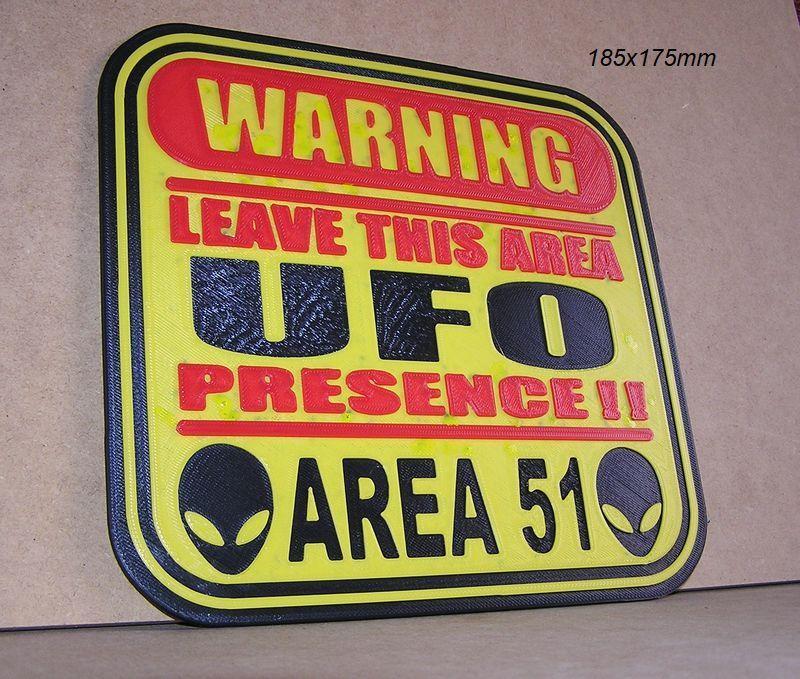 185x175mm
WARNING
LEAVE THIS AREA
UFO
PRESENCE !!
AREA 51